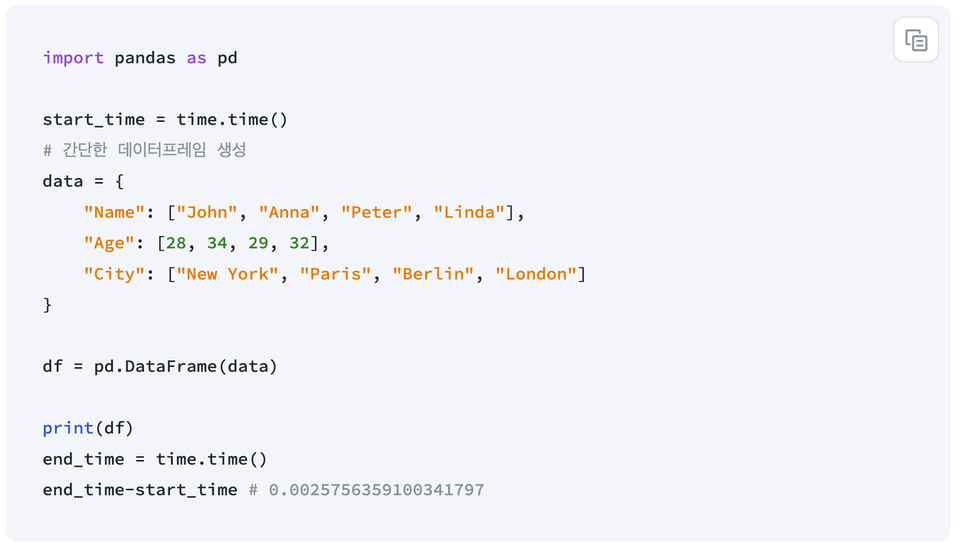 import pandas as pd
start_time = time.time()
# 간단한 데이터프레임 생성
data = {
    "Name": ["John", "Anna", "Peter", "Linda"],
    "Age": [28, 34, 29, 32],
    "City": ["New York", "Paris", "Berlin", "London"]
}
df = pd.DataFrame(data)
print(df)
end_time = time.time()
end_time-start_time # 0.0025756359100341797